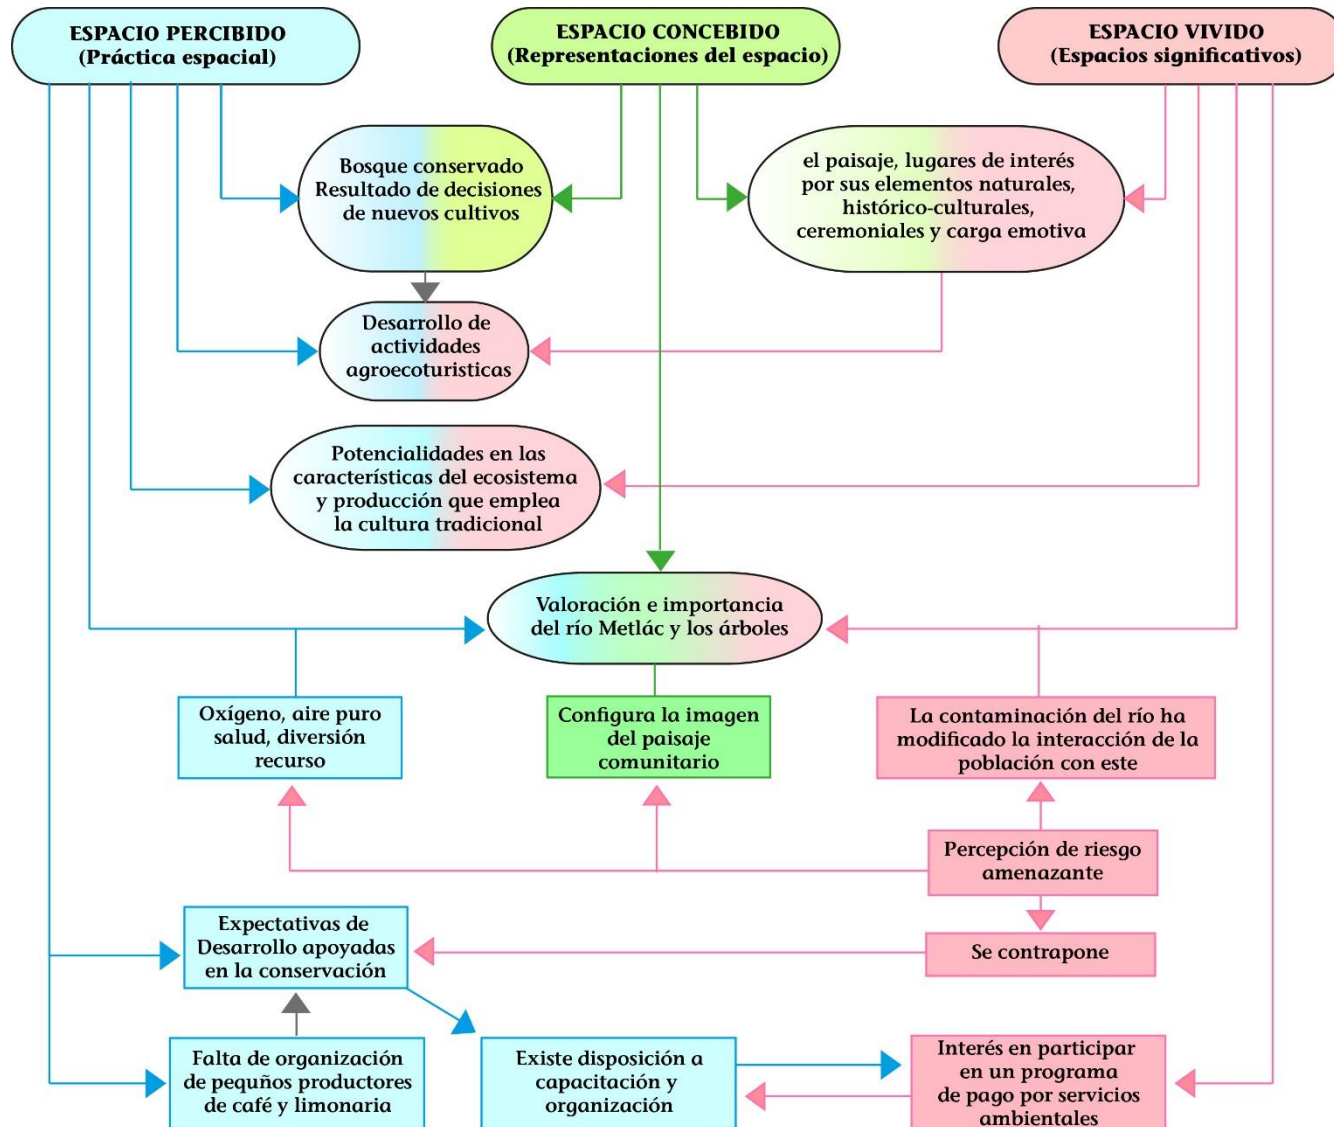 ESPACIO PERCIBIDO
(Práctica espacial)
ESPACIO CONCEBIDO
(Representaciones del espacio)
ESPACIO VIVIDO
(Espacios significativos)
Bosque conservado
Resultado de decisiones
de nuevos cultivos
el paisaje, lugares de interés
por sus elementos naturales,
histórico-culturales,
ceremoniales y carga emotiva
Desarrollo de
actividades
agroecoturisticas
Potencialidades en las
características del ecosistema
y producción que emplea
la cultura tradicional
Valoración e importancia
del río Metlác y los árboles
Oxígeno, aire puro
salud, diversión
recurso
Configura la imagen
del paisaje
comunitario
La contaminación del río ha
modificado la interacción de la
población con este
Percepción de riesgo
amenazante
Expectativas de
Desarrollo apoyadas
en la conservación
Se contrapone
Falta de organización
de pequños productores
de café y limonaria
Existe disposición a
capacitación y
organización
Interés en participar
en un programa
de pago por servicios
ambientales